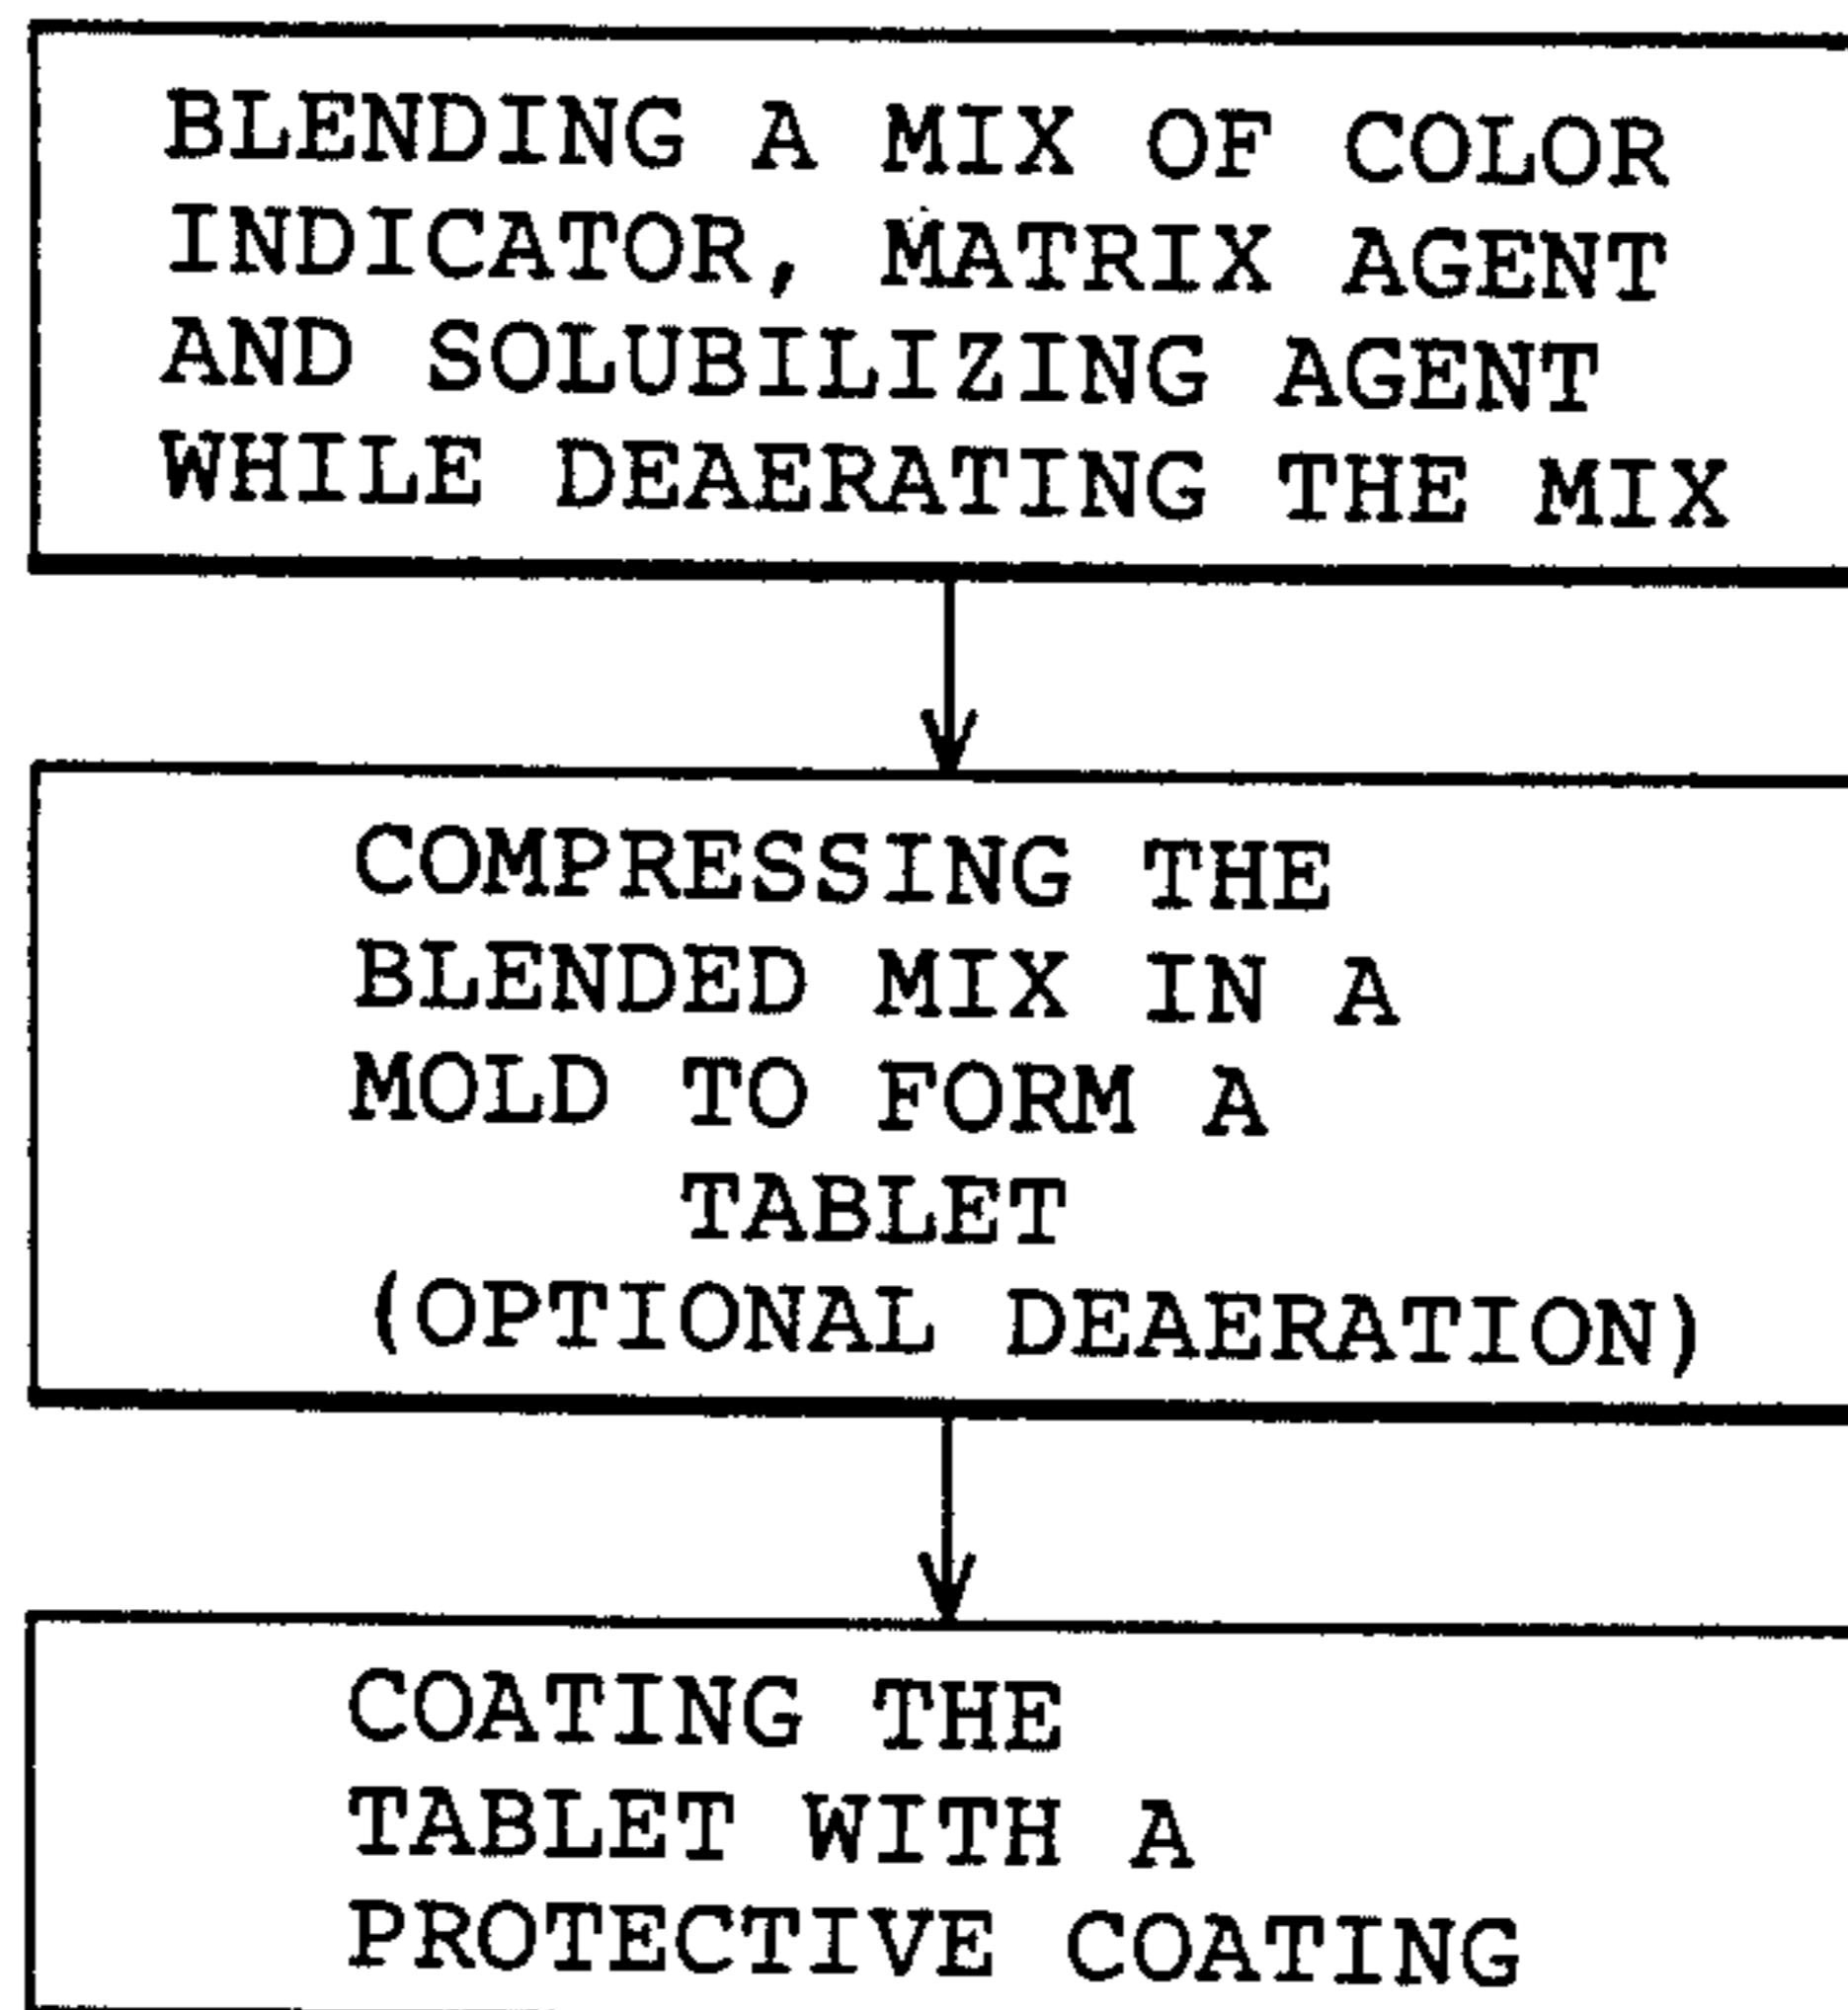 BLENDING A MIX OF COLOR
INDICATOR, MATRIX AGENT
AND SOLUBILIZING AGENT
WHILE DEAERATING THE MIX
COMPRESSING THE
BLENDED MIX IN A
MOLD TO FORM A
TABLET
(OPTIONAL DEAERATION)
COATING THE
TABLET WITH A
PROTECTIVE COATING